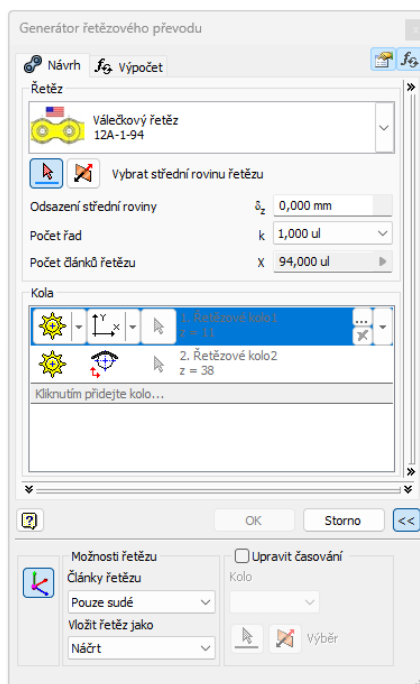 Generátor řetězového převodu
Návrh
Výpočet
Řetěz
Válečkový řetěz
12A-1-94
Vybrat střední rovinu řetězu
Odsazení střední roviny δz 0,000 mm
Počet řad k 1,000 ul
Počet článků řetězu X 94,000 ul
Kola
1. Řetězové kolo1
z = 11
2. Řetězové kolo2
z = 38
Kliknutím přidejte kolo...
OK Storno <<
Možnosti řetězu
Články řetězu
Pouze sudé
Vložit řetěz jako
Náčrt
Upravit časování
Kolo
Výběr